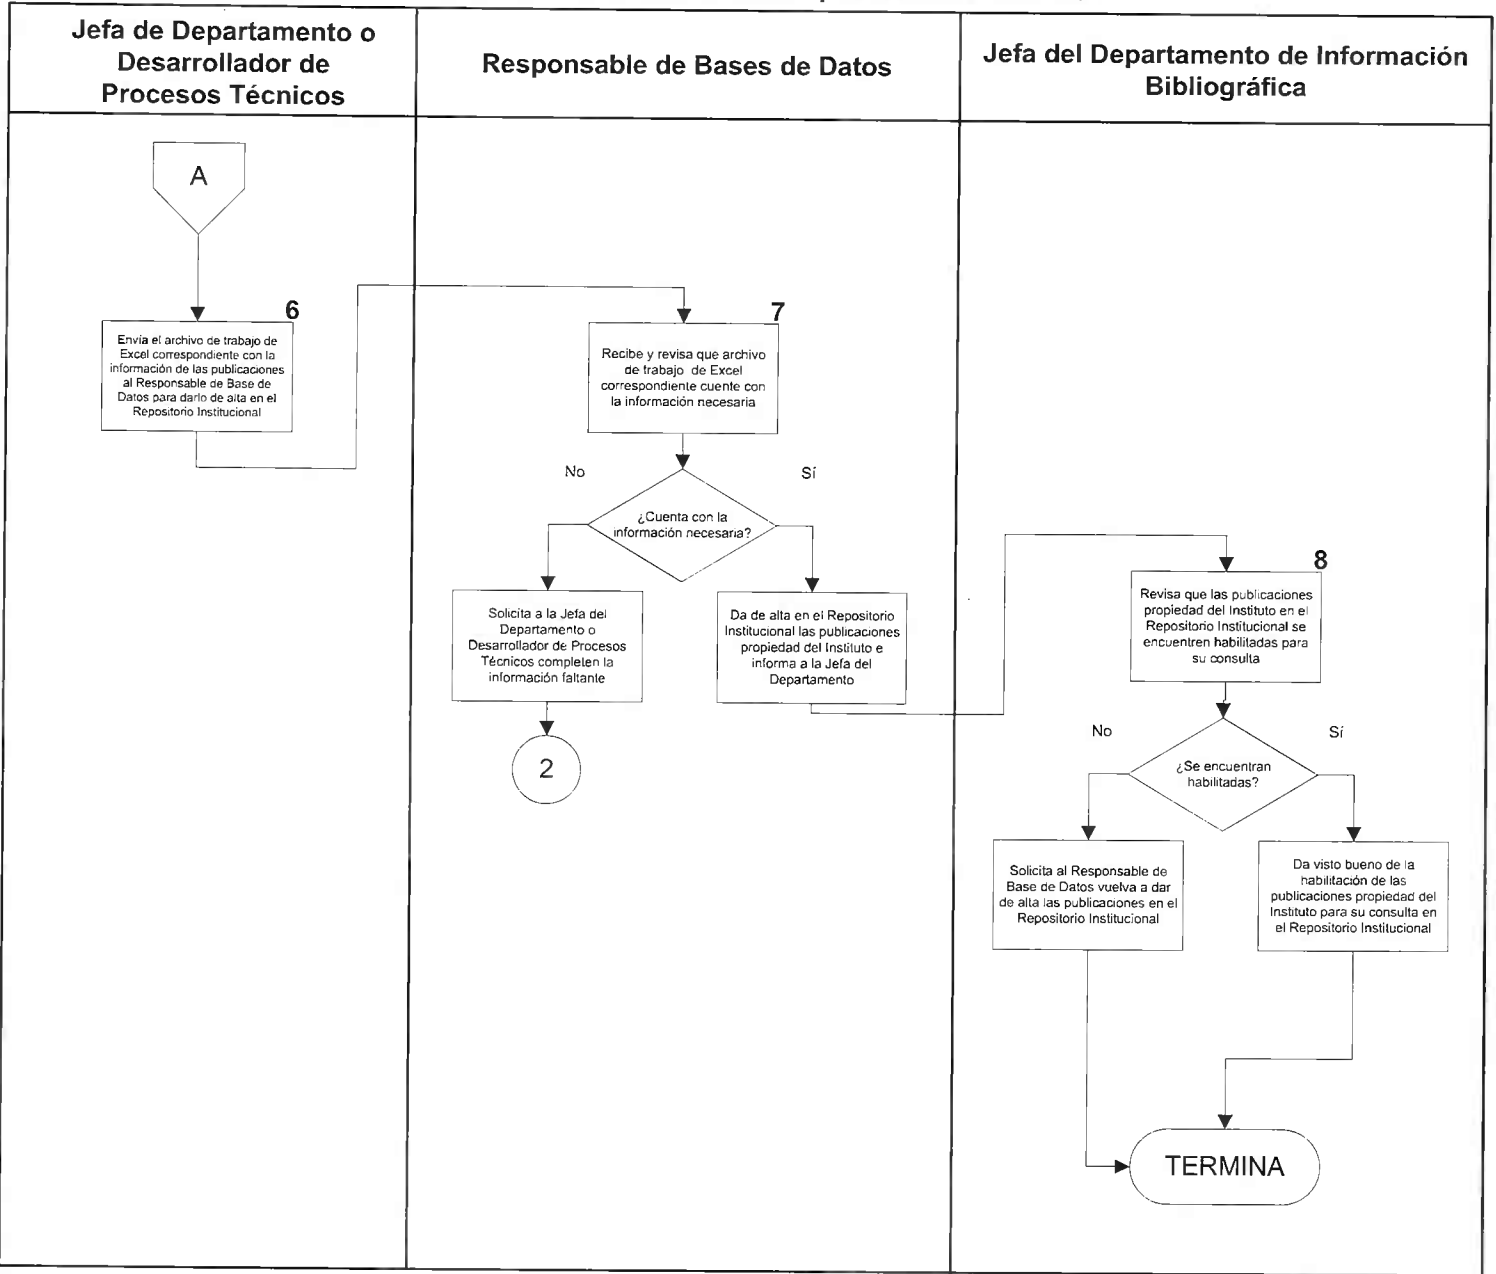 Jefa de Departamento o
Desarrollador de
Procesos Técnicos
Responsable de Bases de Datos
Jefa del Departamento de Información
Bibliográfica
A
6
Envía el archivo de trabajo de
Excel correspondiente con la
información de las publicaciones
al Responsable de Base de
Datos para darlo de alta en el
Repositorio Institucional
7
Recibe y revisa que archivo
de trabajo de Excel
correspondiente cuente con
la información necesaria
No
Sí
¿Cuenta con la
información necesaria?
Solicita a la Jefa del
Departamento o
Desarrollador de Procesos
Técnicos completen la
información faltante
Da de alta en el Repositorio
Institucional las publicaciones
propiedad del Instituto e
informa a la Jefa del
Departamento
2
8
Revisa que las publicaciones
propiedad del Instituto en el
Repositorio Institucional se
encuentren habilitadas para
su consulta
No
Sí
¿Se encuentran
habilitadas?
Solicita al Responsable de
Base de Datos vuelva a dar
de alta las publicaciones en el
Repositorio Institucional
Da visto bueno de la
habilitación de las
publicaciones propiedad del
Instituto para su consulta en
el Repositorio Institucional
TERMINA